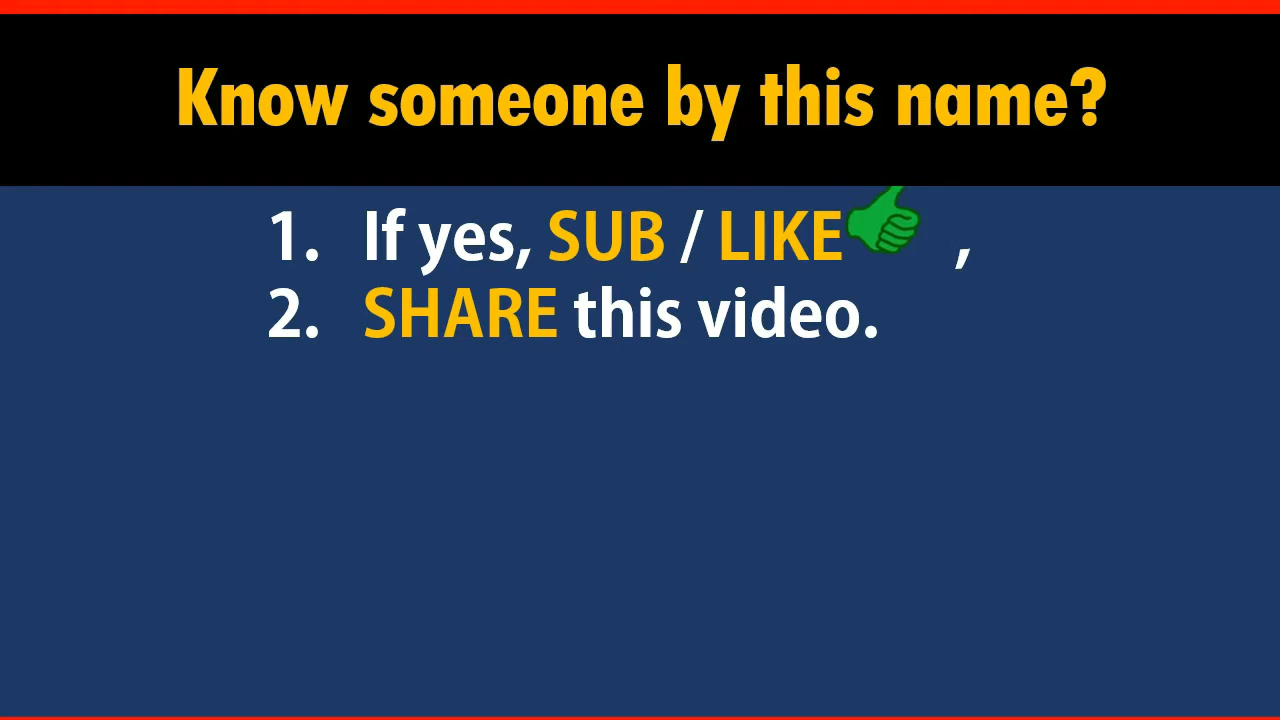 Know someone by this name?
1. If yes, SUB / LIKE ,
2. SHARE this video.